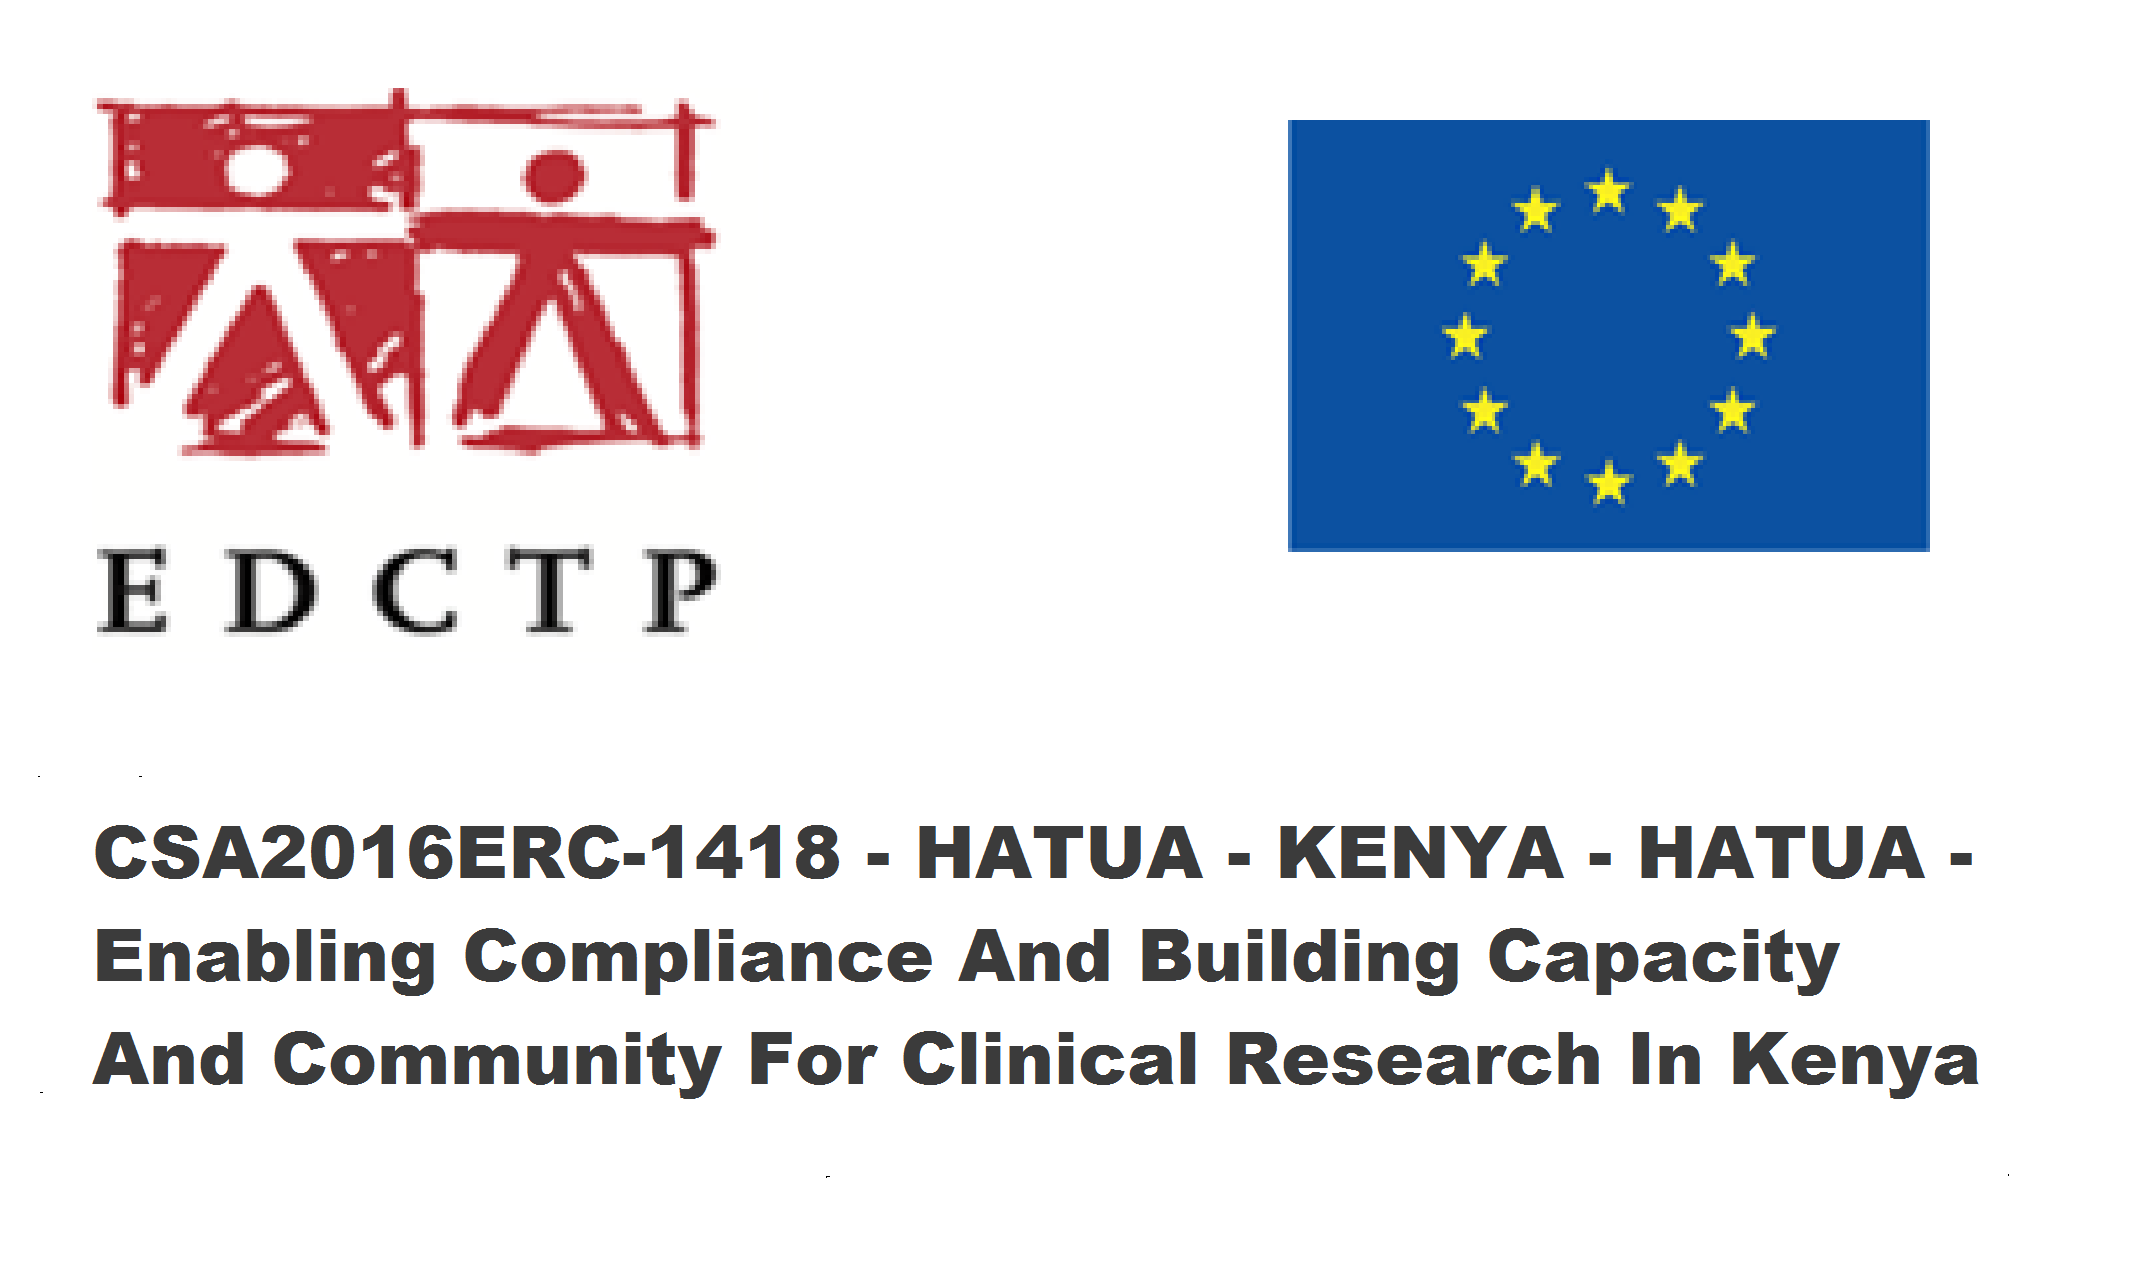 EDCTP
CSA2016ERC-1418 - HATUA - KENYA - HATUA -
Enabling Compliance And Building Capacity
And Community For Clinical Research In Kenya